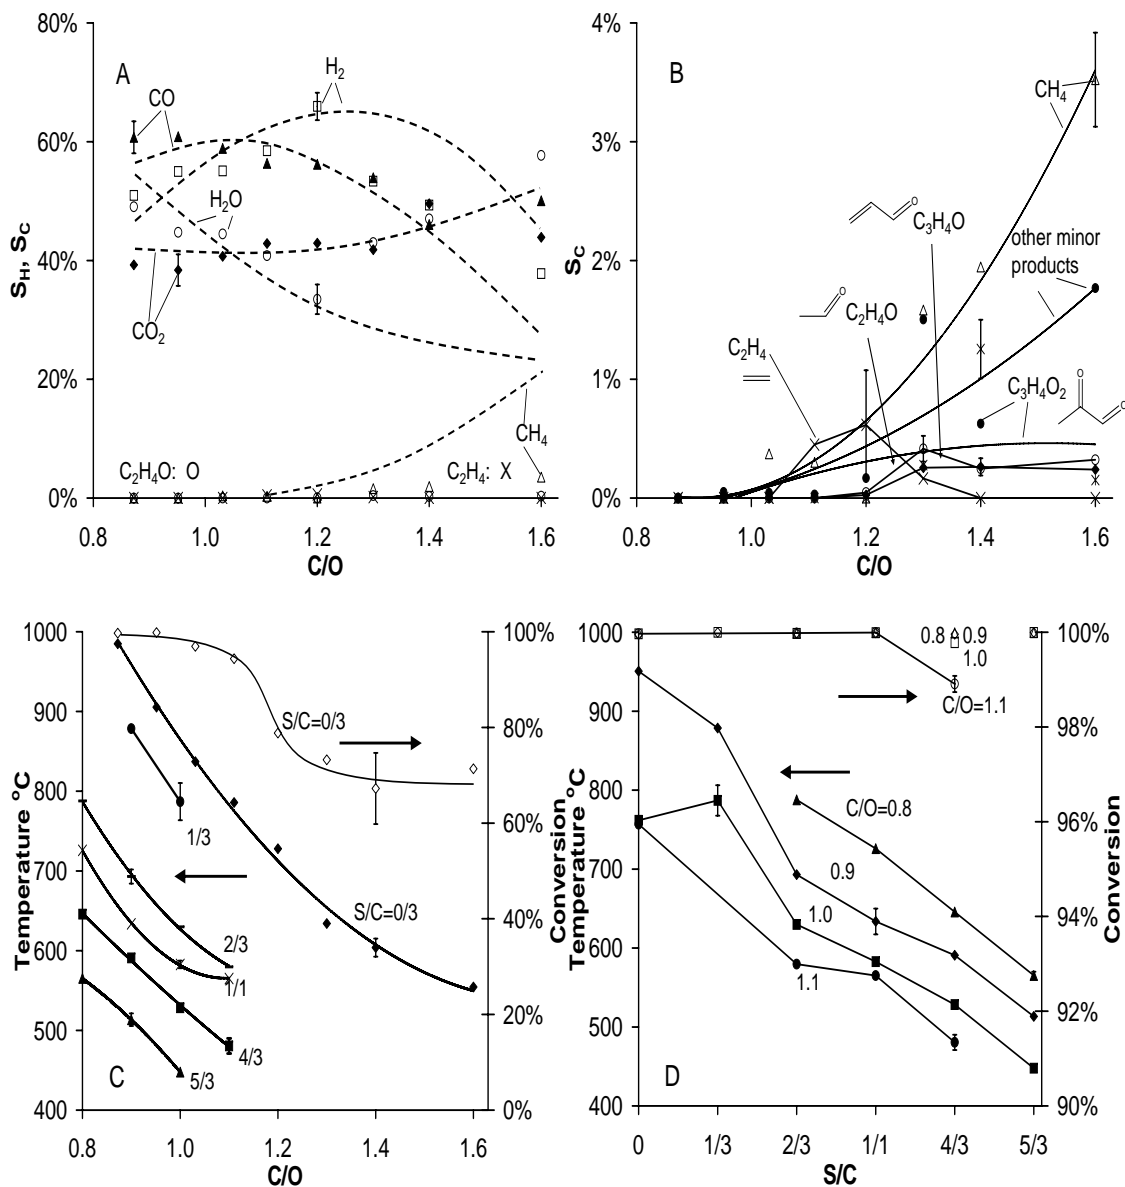 80%
60%
40%
20%
0%
S_H, S_C
A
CO
H₂
H₂O
CO₂
CH₄
C₂H₄O: O
C₂H₄: X
0.8 1.0 1.2 1.4 1.6
C/O
4%
3%
2%
1%
0%
S_C
B
CH₄
C₃H₄O
other minor
products
C₂H₄O
C₂H₄
C₃H₄O₂
O
O
O
O
0.8 1.0 1.2 1.4 1.6
C/O
1000
900
800
700
600
500
400
Temperature °C
100%
80%
60%
40%
20%
0%
Conversion
S/C=0/3
S/C=0/3
1/3
2/3
1/1
4/3
5/3
C
0.8 1.0 1.2 1.4 1.6
C/O
1000
900
800
700
600
500
400
Temperature °C
100%
98%
96%
94%
92%
90%
Conversion
0.8 0.9
1.0
C/O=1.1
C/O=0.8
0.9
1.0
1.1
D
0 1/3 2/3 1/1 4/3 5/3
S/C